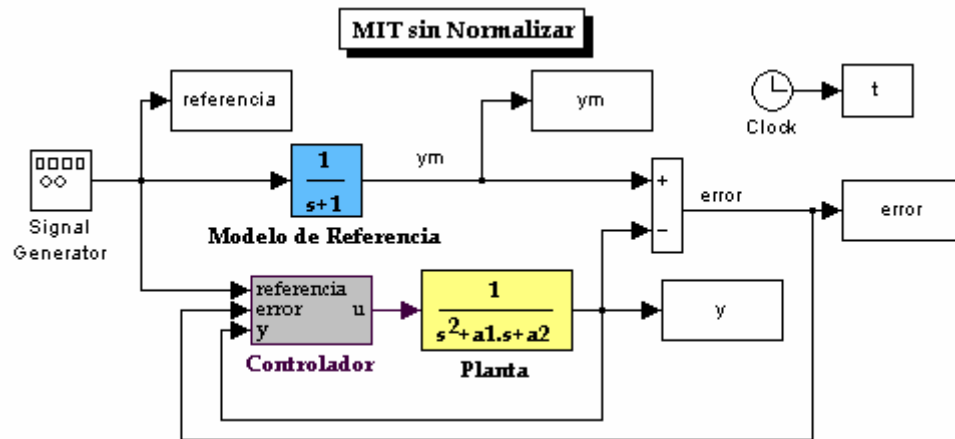 MIT sin Normalizar
referencia
ym
t
Clock
Signal
Generator
1
s+1
ym
Modelo de Referencia
+
−
error
error
referencia
error
u
y
Controlador
1
s²+a1.s+a2
Planta
y